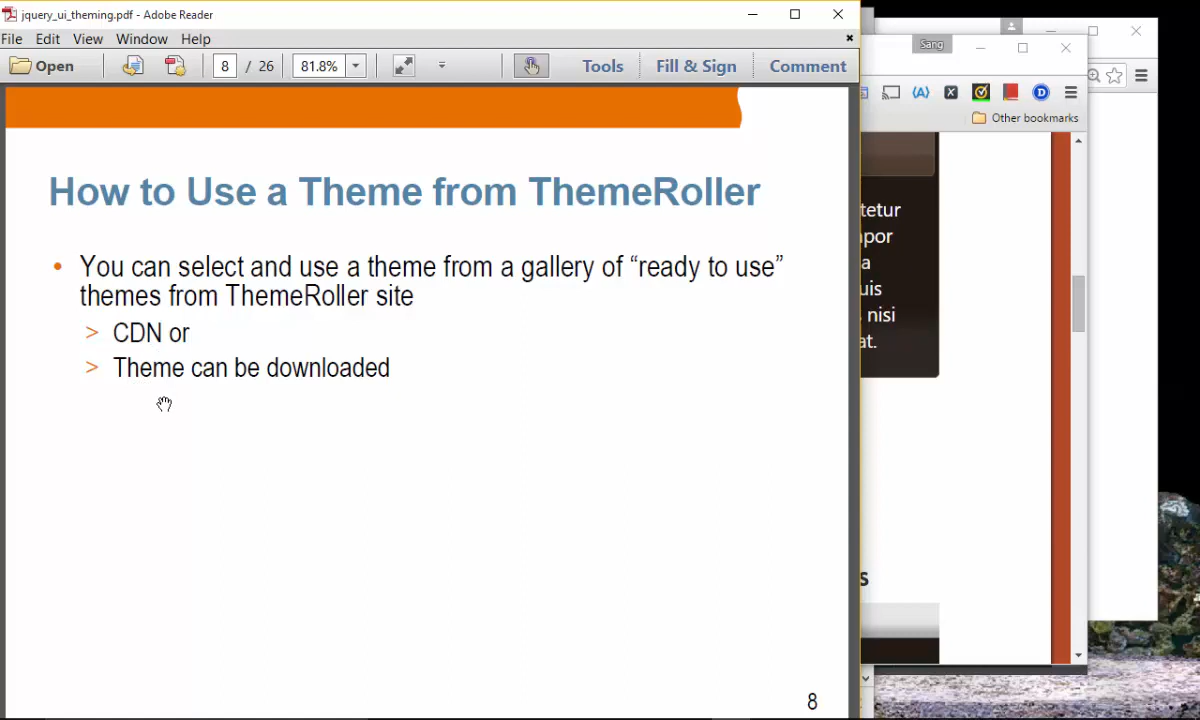 jquery_ui_theming.pdf - Adobe Reader
File Edit View Window Help
Open 8 / 26 81.8% Tools Fill & Sign Comment
How to Use a Theme from ThemeRoller
• You can select and use a theme from a gallery of “ready to use”
themes from ThemeRoller site
> CDN or
> Theme can be downloaded
8
Sang
Other bookmarks
tetur
a
uis
nisi
at.
s